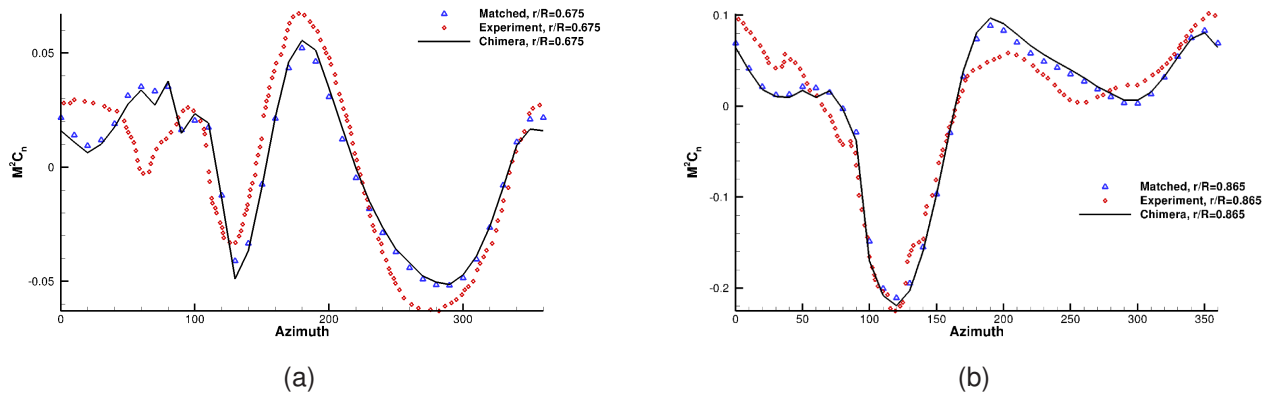 Matched, r/R=0.675
Experiment, r/R=0.675
Chimera, r/R=0.675
0.05
0
-0.05
M²Cn
0 100 200 300
Azimuth
(a)
0.1
0
-0.1
-0.2
M²Cn
Matched, r/R=0.865
Experiment, r/R=0.865
Chimera, r/R=0.865
0 50 100 150 200 250 300 350
Azimuth
(b)